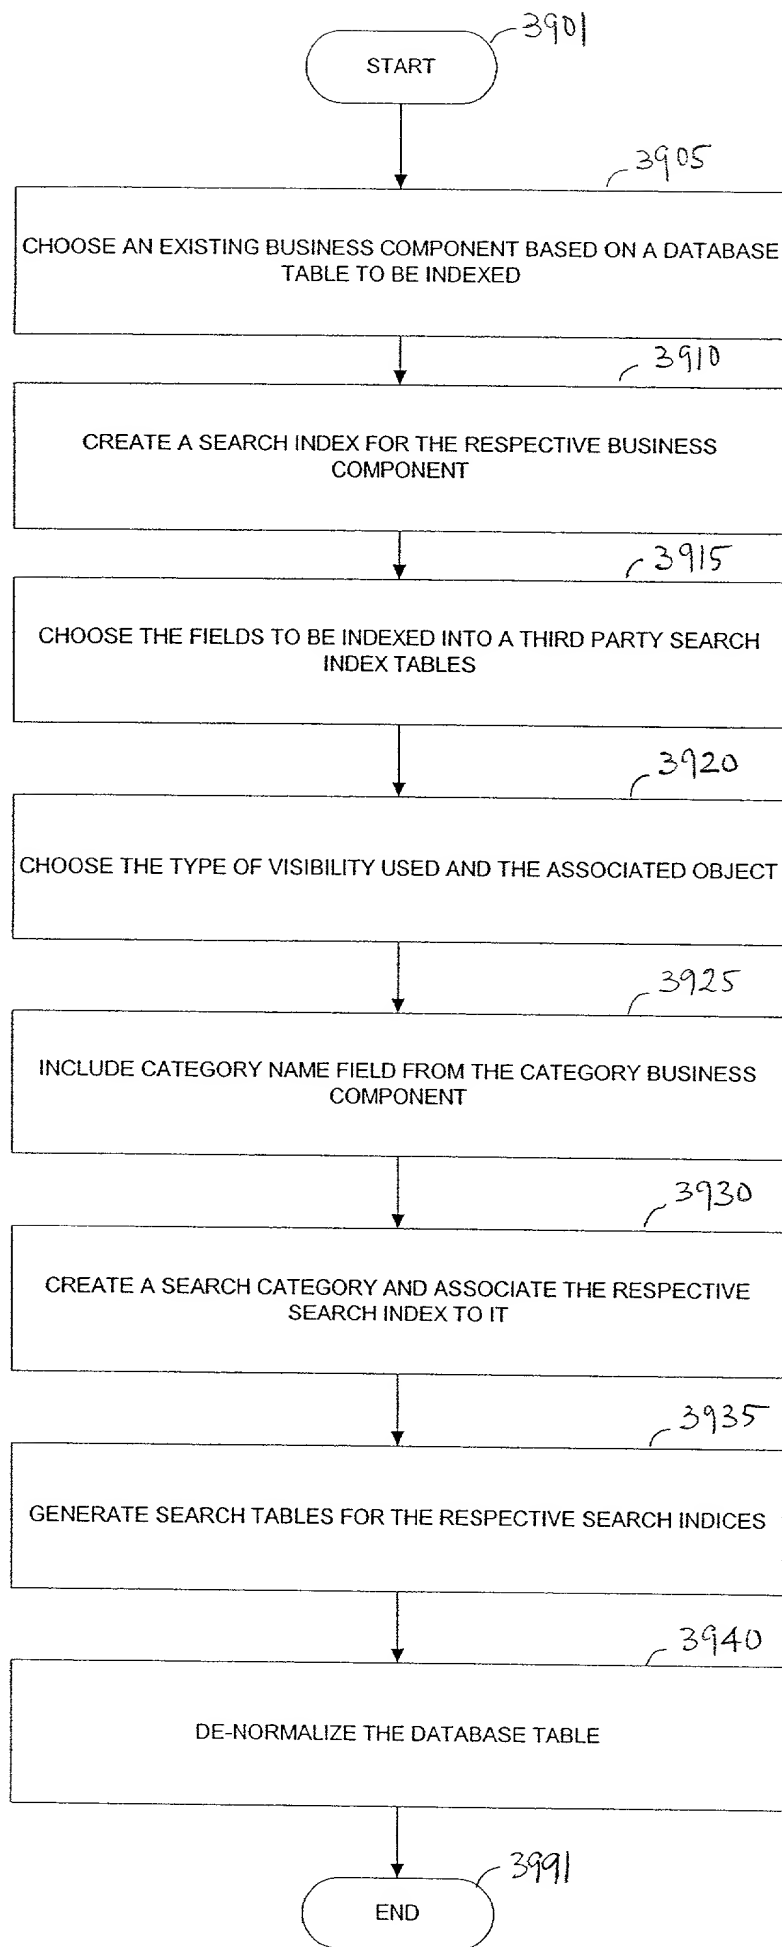 3901
START
3905
CHOOSE AN EXISTING BUSINESS COMPONENT BASED ON A DATABASE
TABLE TO BE INDEXED
3910
CREATE A SEARCH INDEX FOR THE RESPECTIVE BUSINESS
COMPONENT
3915
CHOOSE THE FIELDS TO BE INDEXED INTO A THIRD PARTY SEARCH
INDEX TABLES
3920
CHOOSE THE TYPE OF VISIBILITY USED AND THE ASSOCIATED OBJECT
3925
INCLUDE CATEGORY NAME FIELD FROM THE CATEGORY BUSINESS
COMPONENT
3930
CREATE A SEARCH CATEGORY AND ASSOCIATE THE RESPECTIVE
SEARCH INDEX TO IT
3935
GENERATE SEARCH TABLES FOR THE RESPECTIVE SEARCH INDICES
3940
DE-NORMALIZE THE DATABASE TABLE
3991
END